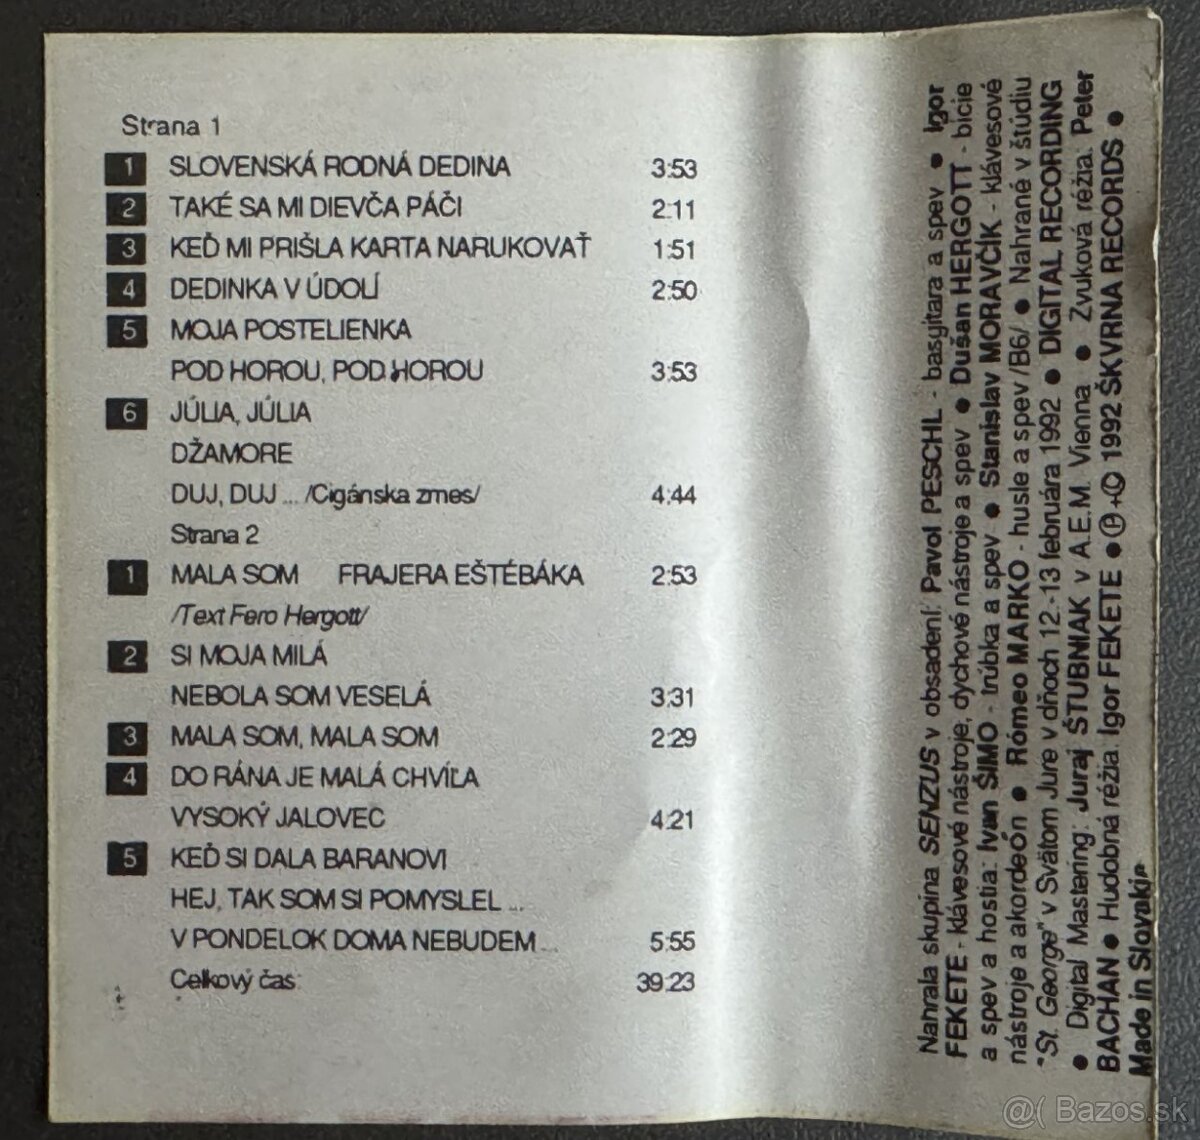 Strana 1
1 SLOVENSKÁ RODNÁ DEDINA 3:53
2 TAKÉ SA MI DIEVČA PÁČI 2:11
3 KEĎ MI PRIŠLA KARTA NARUKOVAŤ 1:51
4 DEDINKA V ÚDOLÍ 2:50
5 MOJA POSTELIENKA
POD HOROU, POD HOROU 3:53
6 JÚLIA, JÚLIA
DŽAMORE
DUJ, DUJ ... /Cigánska zmes/ 4:44
Strana 2
1 MALA SOM FRAJERA EŠTÉBÁKA 2:53
/Text Fero Hergott/
2 SI MOJA MILÁ
NEBOLA SOM VESELÁ 3:31
3 MALA SOM, MALA SOM 2:29
4 DO RÁNA JE MALÁ CHVÍĽA
VYSOKÝ JALOVEC 4:21
5 KEĎ SI DALA BARANOVI
HEJ, TAK SOM SI POMYSLEL ...
V PONDELOK DOMA NEBUDEM ... 5:55
Celkový čas: 39:23
Nahrala skupina SENZUS v obsadení: Pavol PESCHL - basgitara a spev ● Igor
FEKETE - klávesové nástroje, dychové nástroje a spev ● Dušan HERGOTT - bicie
a spev a hostia: Ivan ŠIMO - trúbka a spev ● Stanislav MORAVČÍK - klávesové
nástroje a akordeón ● Rómeo MARKO - husle a spev /B6/ ● Nahrané v štúdiu
"St. George" v Svätom Jure v dňoch 12.-13 februára 1992 ● DIGITAL RECORDING
● Digital Mastering: Juraj ŠTUBNIAK v A.E.M. Vienna ● Zvuková réžia: Peter
BACHAN ● Hudobná réžia: Igor FEKETE ● ℗+© 1992 ŠKVRNA RECORDS ●
Made in Slovakia
@( Bazos.sk